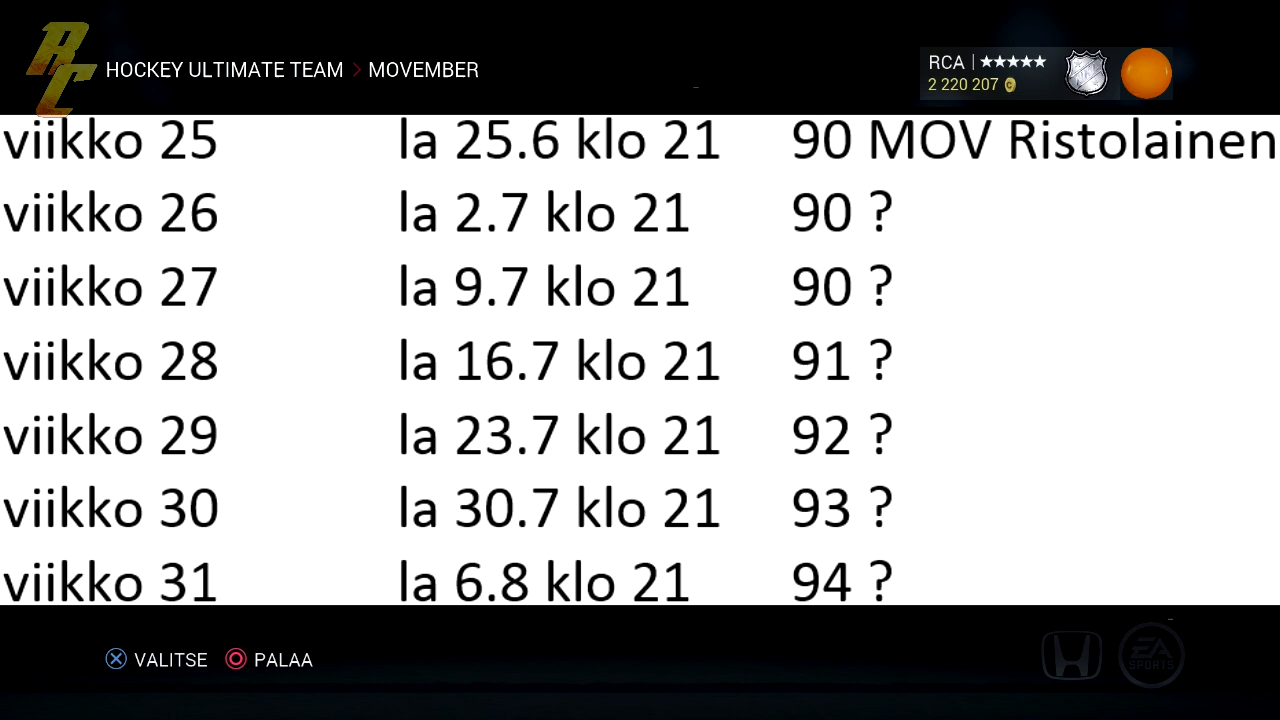 RC
HOCKEY ULTIMATE TEAM > MOVEMBER
RCA | ★★★★★
2 220 207
viikko 25 la 25.6 klo 21 90 MOV Ristolainen
viikko 26 la 2.7 klo 21 90 ?
viikko 27 la 9.7 klo 21 90 ?
viikko 28 la 16.7 klo 21 91 ?
viikko 29 la 23.7 klo 21 92 ?
viikko 30 la 30.7 klo 21 93 ?
viikko 31 la 6.8 klo 21 94 ?
VALITSE PALAA
EA SPORTS